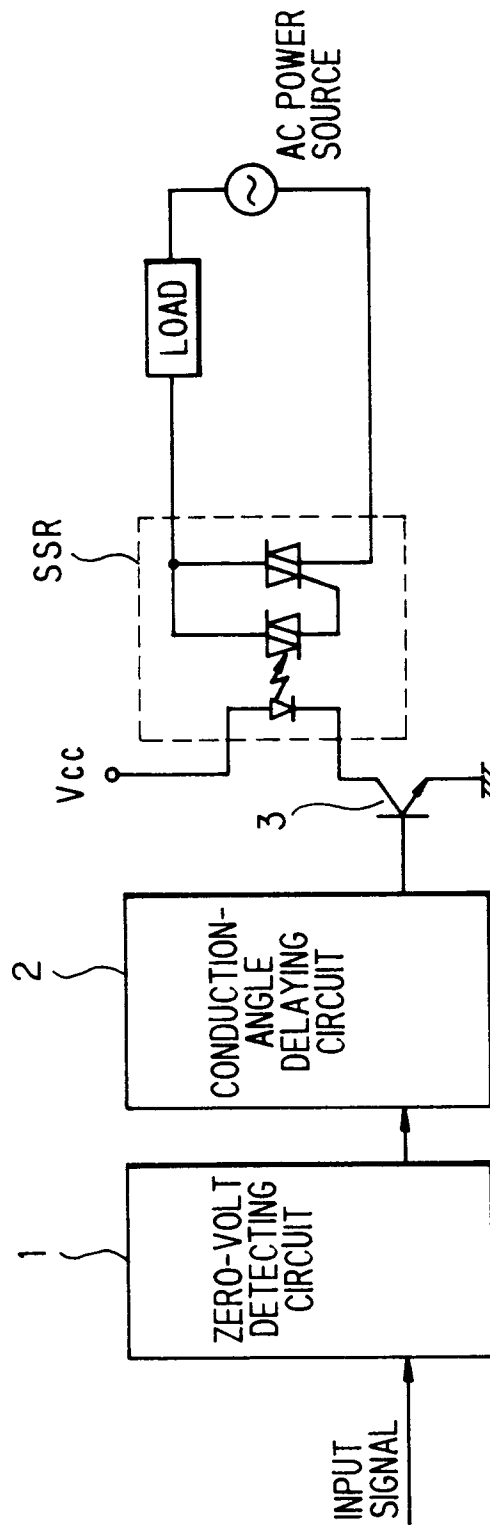 INPUT
SIGNAL
1
ZERO-VOLT
DETECTING
CIRCUIT
2
CONDUCTION-
ANGLE
DELAYING
CIRCUIT
3
Vcc
SSR
LOAD
AC POWER
SOURCE